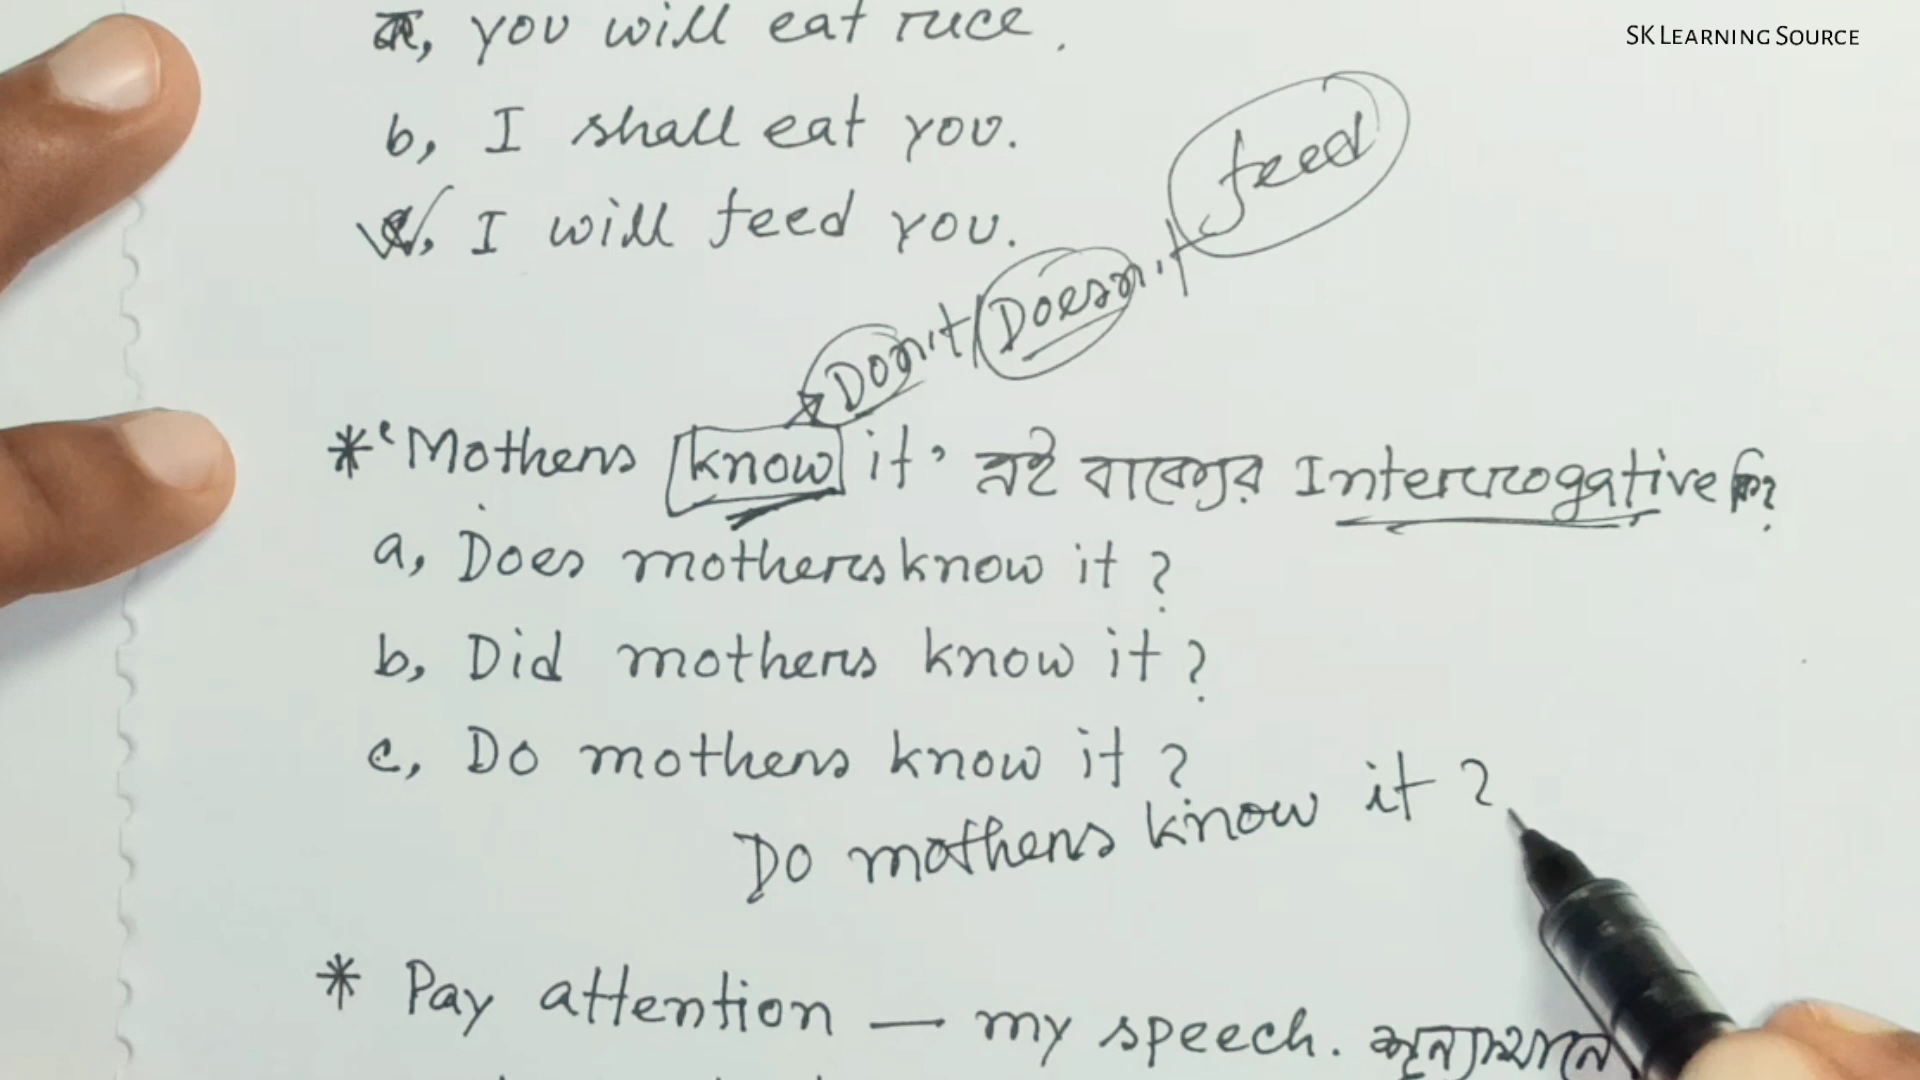 SK LEARNING SOURCE
a, you will eat rice.
b, I shall eat you.
c, I will feed you.
feed
Don't/Doesn't
* 'Mothers know it' এই বাক্যের Interrogative কি?
a, Does mothers know it?
b, Did mothers know it?
c, Do mothers know it?
Do mothers know it?
* Pay attention — my speech. শূন্যস্থানে